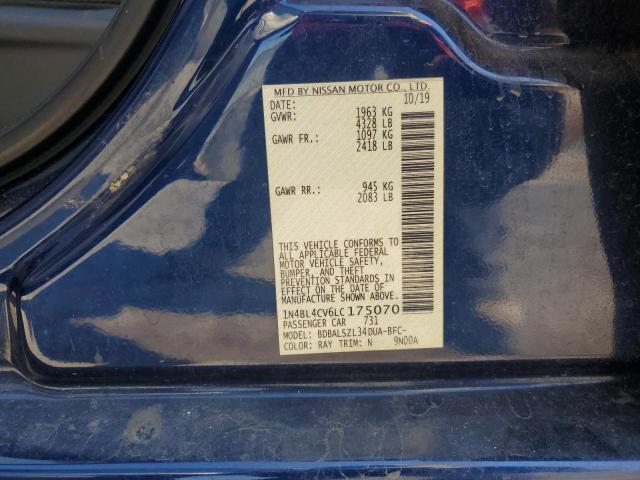 MFD BY NISSAN MOTOR CO., LTD.
DATE: 10/19
GVWR: 1963 KG
4328 LB
GAWR FR.: 1097 KG
2418 LB
GAWR RR.: 945 KG
2083 LB
THIS VEHICLE CONFORMS TO
ALL APPLICABLE FEDERAL
MOTOR VEHICLE SAFETY,
BUMPER, AND THEFT
PREVENTION STANDARDS IN
EFFECT ON THE DATE OF
MANUFACTURE SHOWN ABOVE.
1N4BL4CV6LC175070
PASSENGER CAR 731
MODEL: BDBALSZL34DUA-BFC-
COLOR: RAY TRIM: N 9N00A